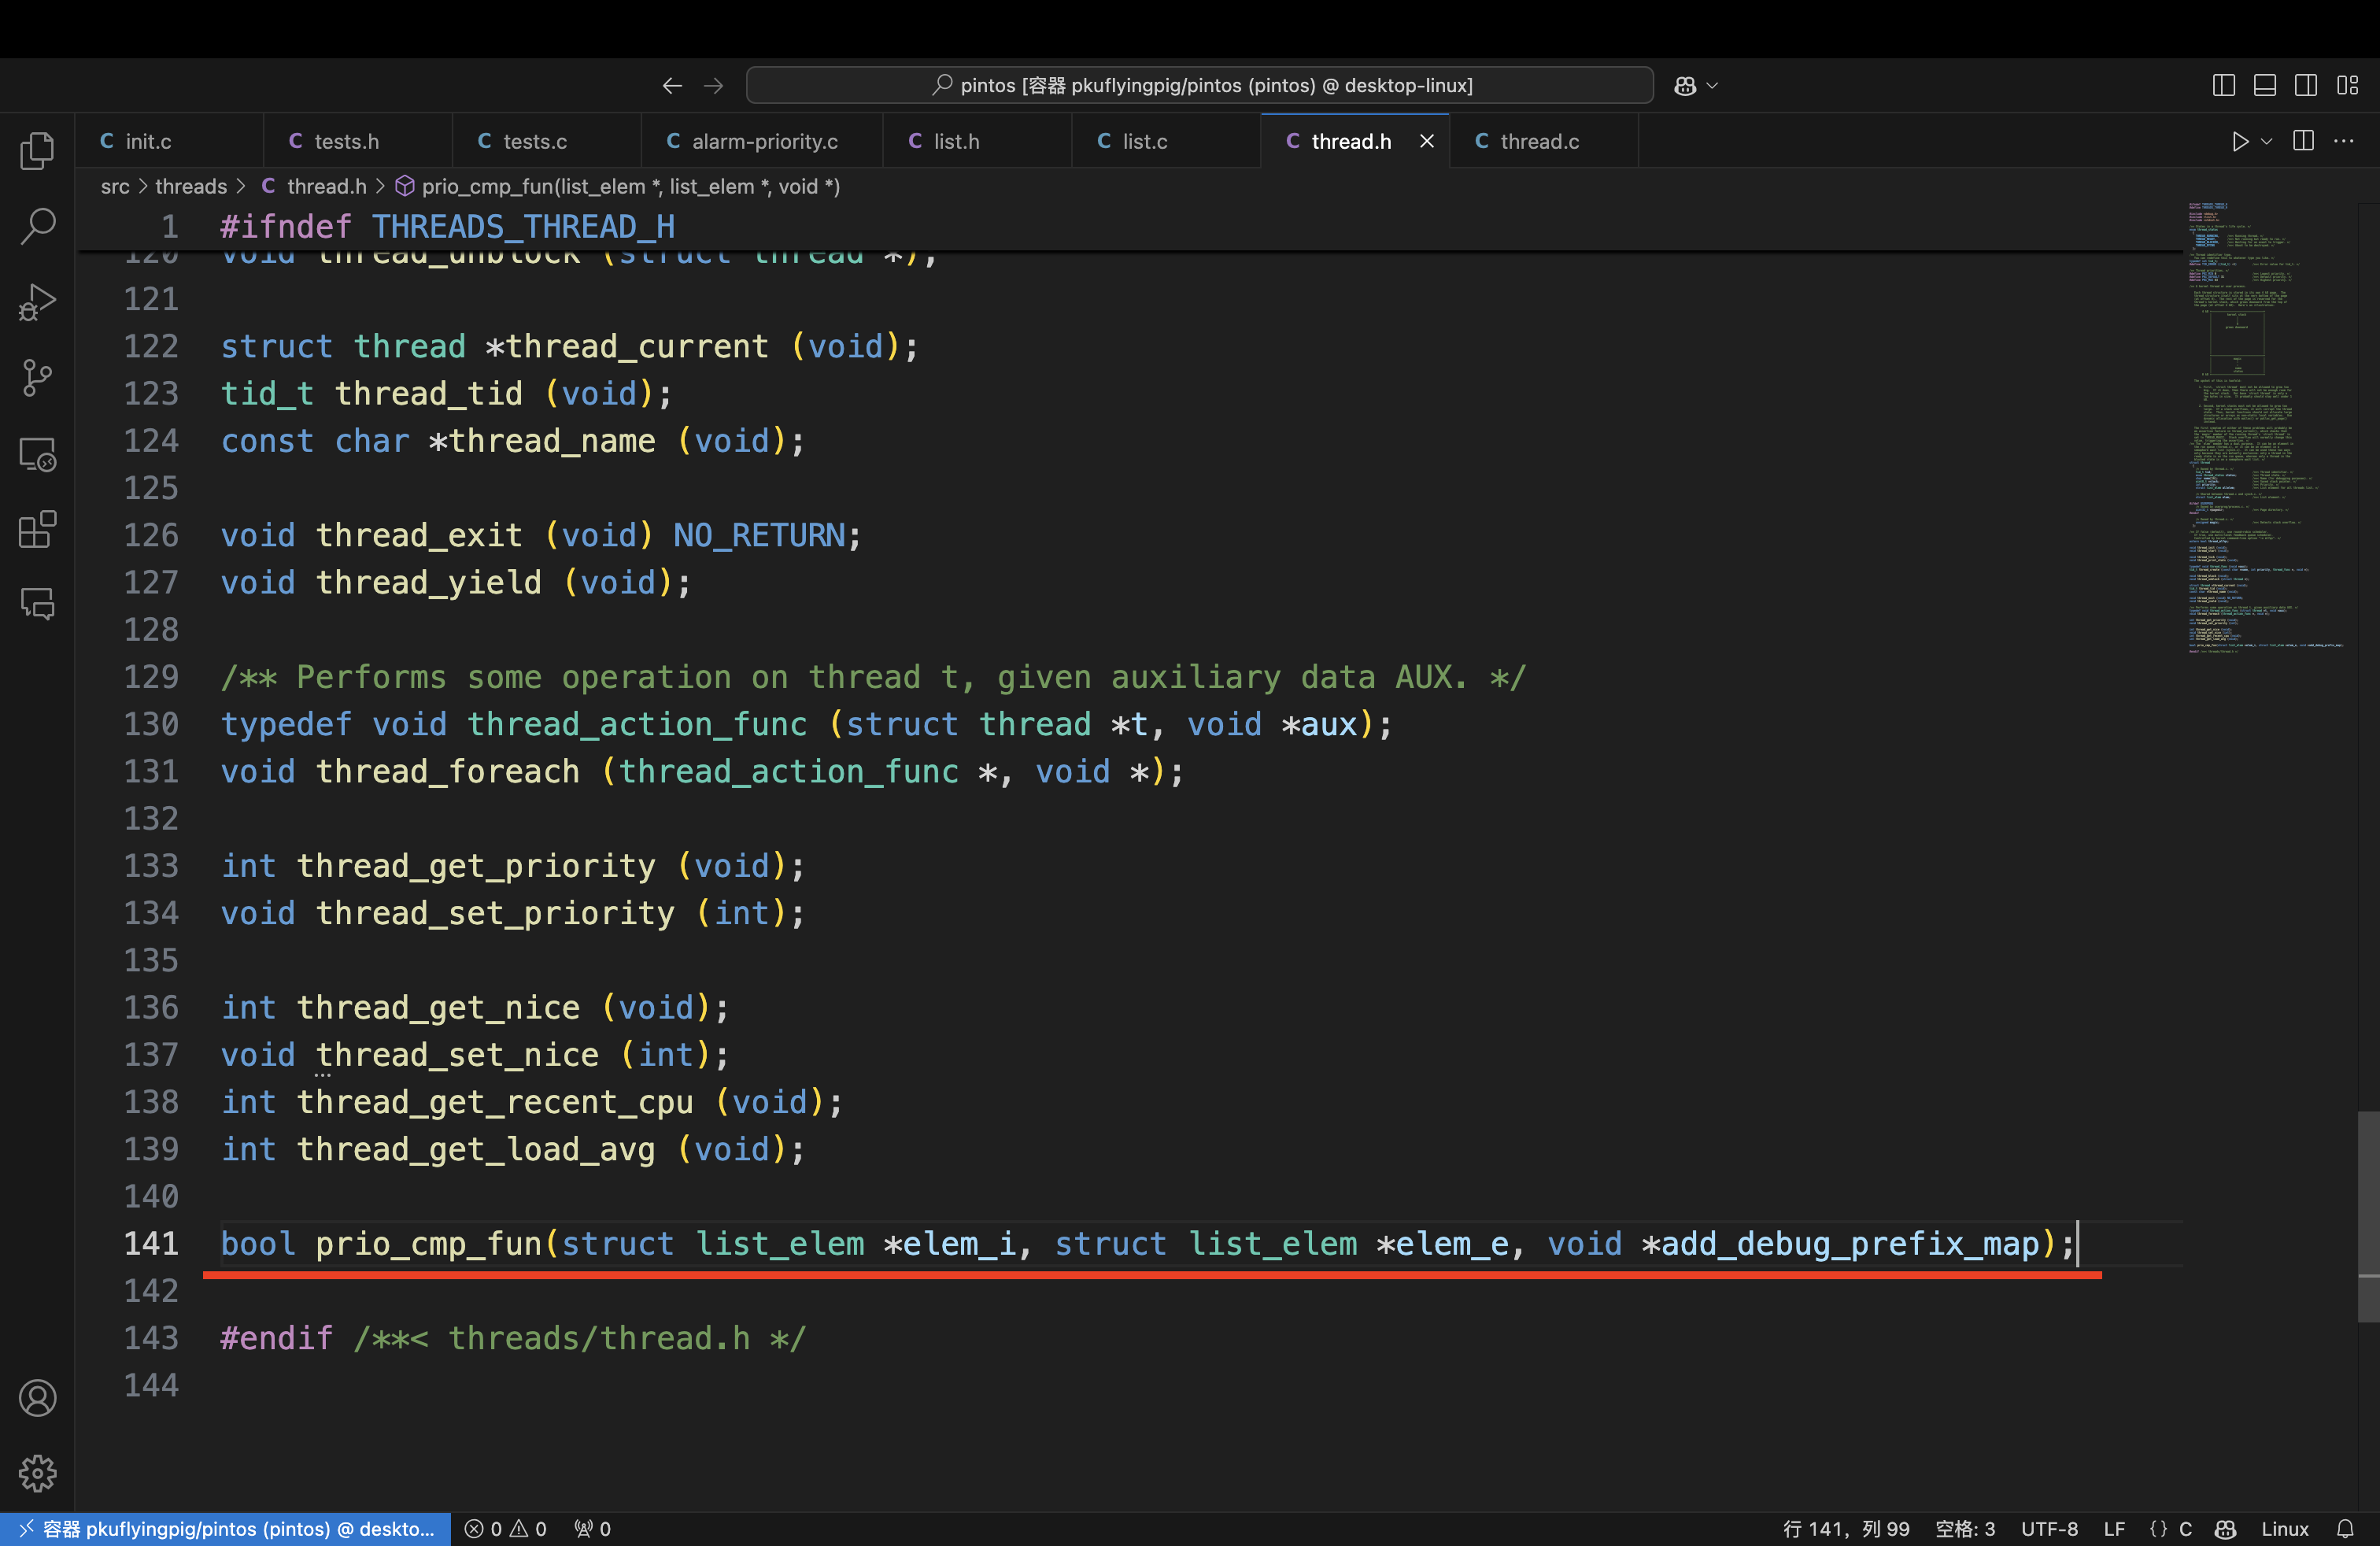 pintos [容器 pkuflyingpig/pintos (pintos) @ desktop-linux]
init.c
tests.h
tests.c
alarm-priority.c
list.h
list.c
thread.h
thread.c
src > threads > C thread.h > prio_cmp_fun(list_elem *, list_elem *, void *)
1 #ifndef THREADS_THREAD_H
120 void thread_unblock (struct thread *);
121
122 struct thread *thread_current (void);
123 tid_t thread_tid (void);
124 const char *thread_name (void);
125
126 void thread_exit (void) NO_RETURN;
127 void thread_yield (void);
128
129 /** Performs some operation on thread t, given auxiliary data AUX. */
130 typedef void thread_action_func (struct thread *t, void *aux);
131 void thread_foreach (thread_action_func *, void *);
132
133 int thread_get_priority (void);
134 void thread_set_priority (int);
135
136 int thread_get_nice (void);
137 void thread_set_nice (int);
138 int thread_get_recent_cpu (void);
139 int thread_get_load_avg (void);
140
141 bool prio_cmp_fun(struct list_elem *elem_i, struct list_elem *elem_e, void *add_debug_prefix_map);
142
143 #endif /**< threads/thread.h */
144
容器 pkuflyingpig/pintos (pintos) @ deskto... 0 0 0 行 141，列 99 空格: 3 UTF-8 LF {} C Linux